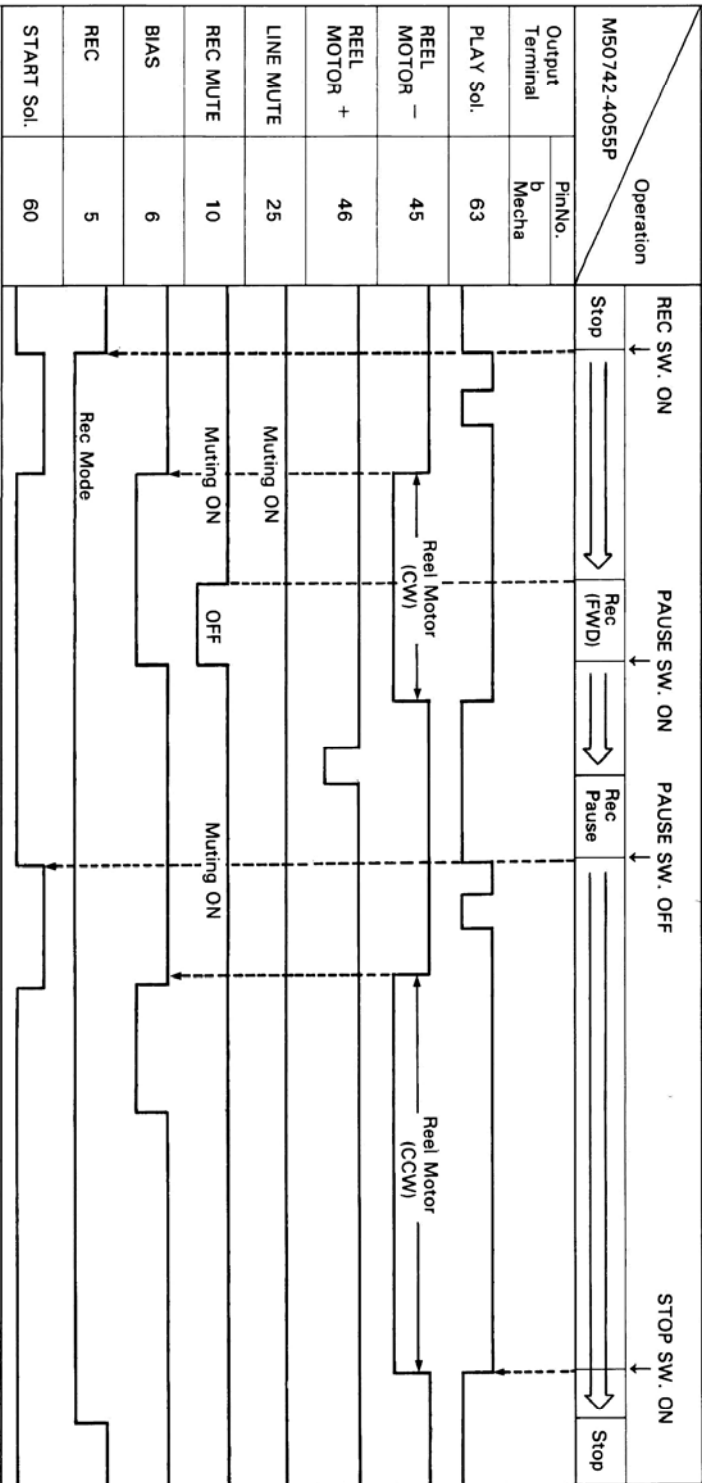 M50742-4055P
Operation
Output
Terminal
PinNo.
b
Mecha
REC SW. ON
PAUSE SW. ON
PAUSE SW. OFF
STOP SW. ON
Stop
Rec
(FWD)
Rec
Pause
Stop
PLAY Sol.
63
REEL
MOTOR −
45
Reel Motor
(CW)
Reel Motor
(CCW)
REEL
MOTOR +
46
LINE MUTE
25
Muting ON
REC MUTE
10
Muting ON
OFF
Muting ON
BIAS
6
REC
5
Rec Mode
START Sol.
60